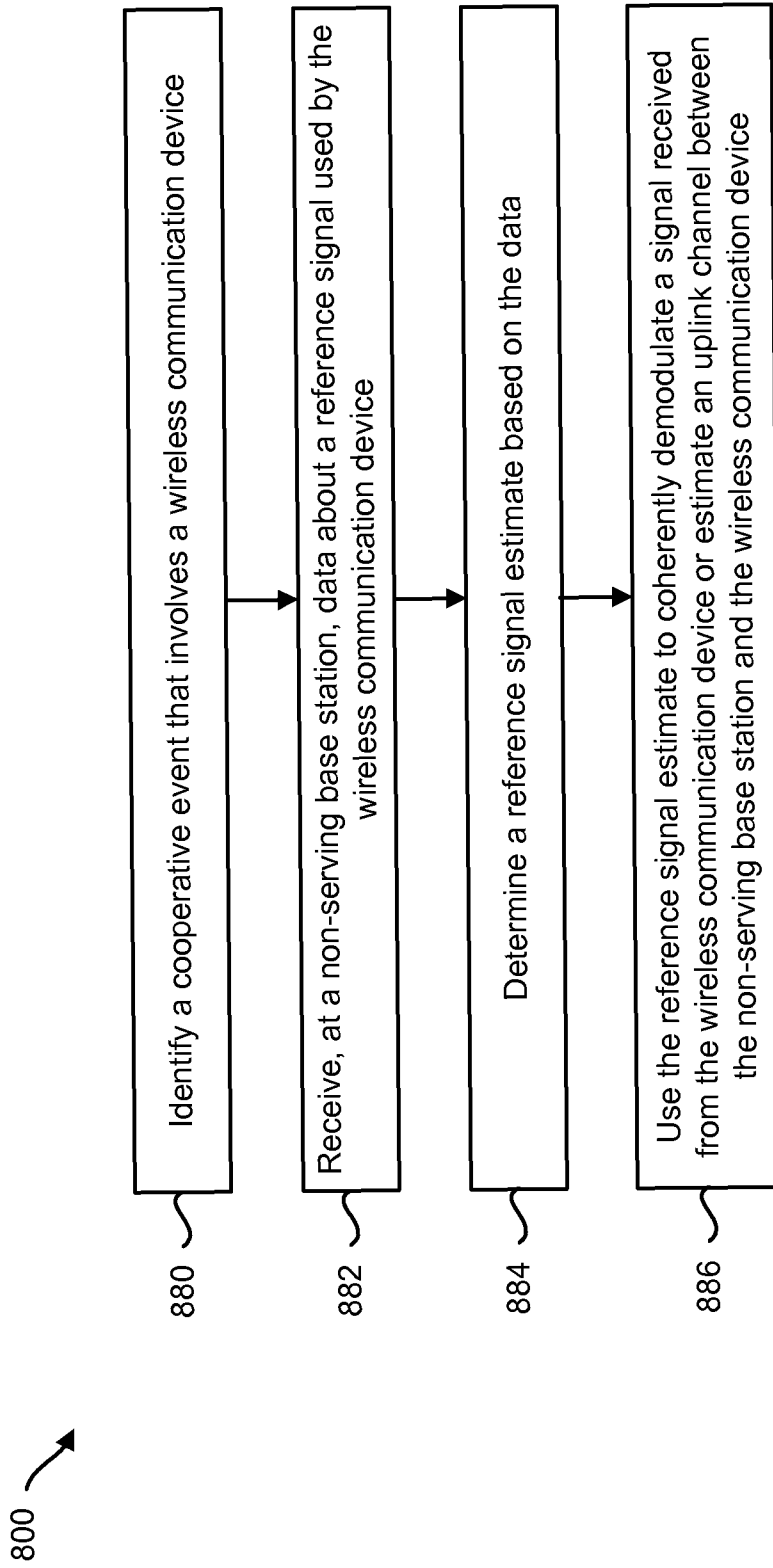 800
880
Identify a cooperative event that involves a wireless communication device
882
Receive, at a non-serving base station, data about a reference signal used by the
wireless communication device
884
Determine a reference signal estimate based on the data
886
Use the reference signal estimate to coherently demodulate a signal received
from the wireless communication device or estimate an uplink channel between
the non-serving base station and the wireless communication device